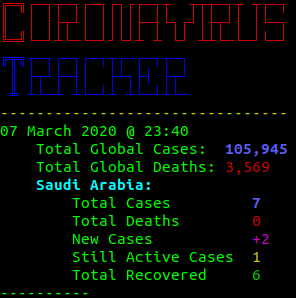 CORONAVIRUS
TRACKER
--------------------------------
07 March 2020 @ 23:40
Total Global Cases: 105,945
Total Global Deaths: 3,569
Saudi Arabia:
Total Cases 7
Total Deaths 0
New Cases +2
Still Active Cases 1
Total Recovered 6
----------